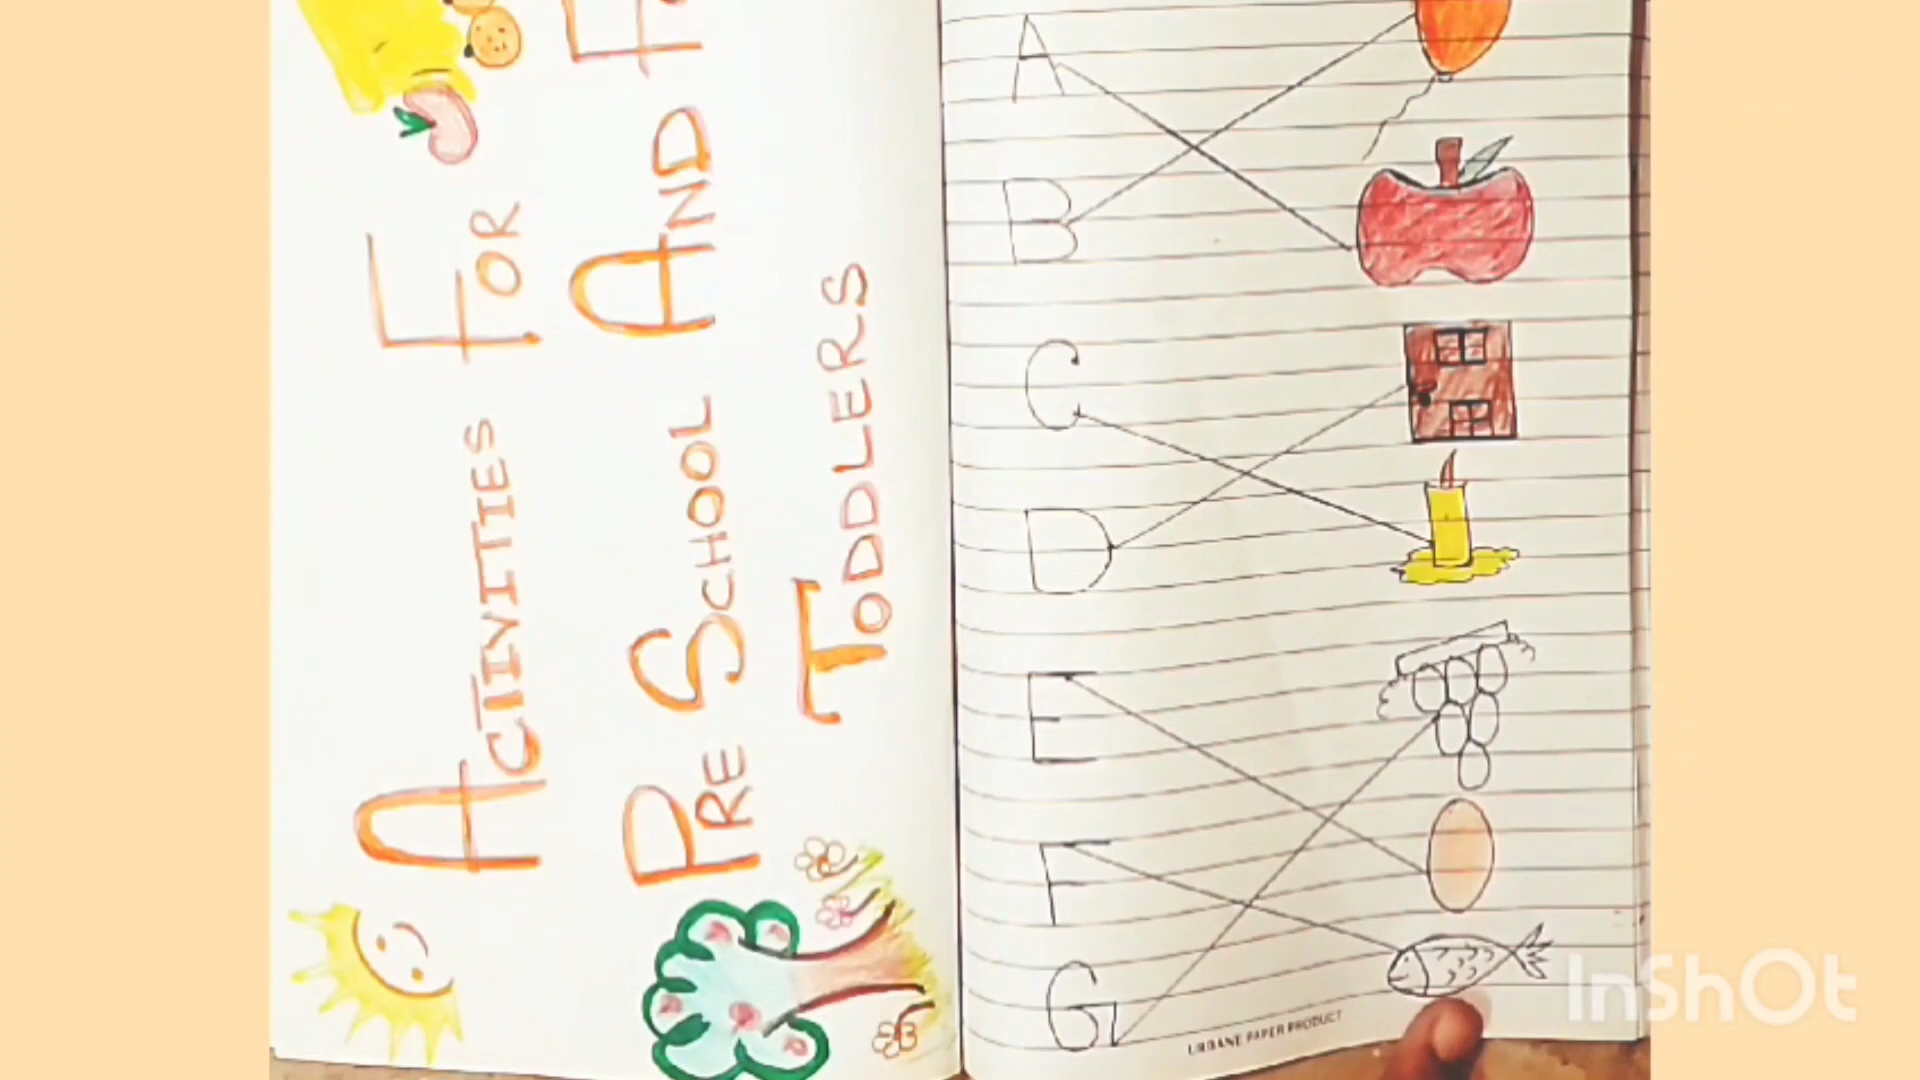 ACTIVITIES FOR
PRE SCHOOL AND
TODDLERS
A
B
C
D
E
F
G
URBANE PAPER PRODUCT
InShOt